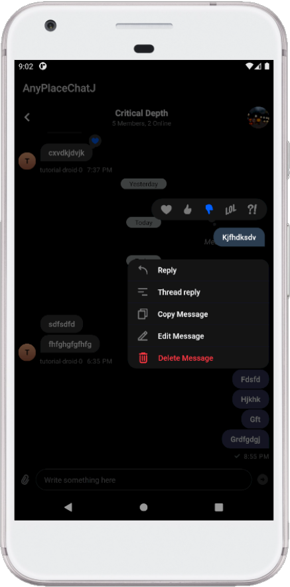 9:02
AnyPlaceChatJ
Critical Depth
5 Members, 2 Online
cxvdkjdvjk
T
tutorial droid 0 7:37 PM
Yesterday
LOL ?!
Today
Kjfhdksdv
Reply
Thread reply
Copy Message
Edit Message
Delete Message
sdfsdfd
fhfghgfgfhfg
T
tutorial droid 0 6:35 PM
Fdsfd
Hjkhk
Gft
Grdfgdgj
8:55 PM
Write something here